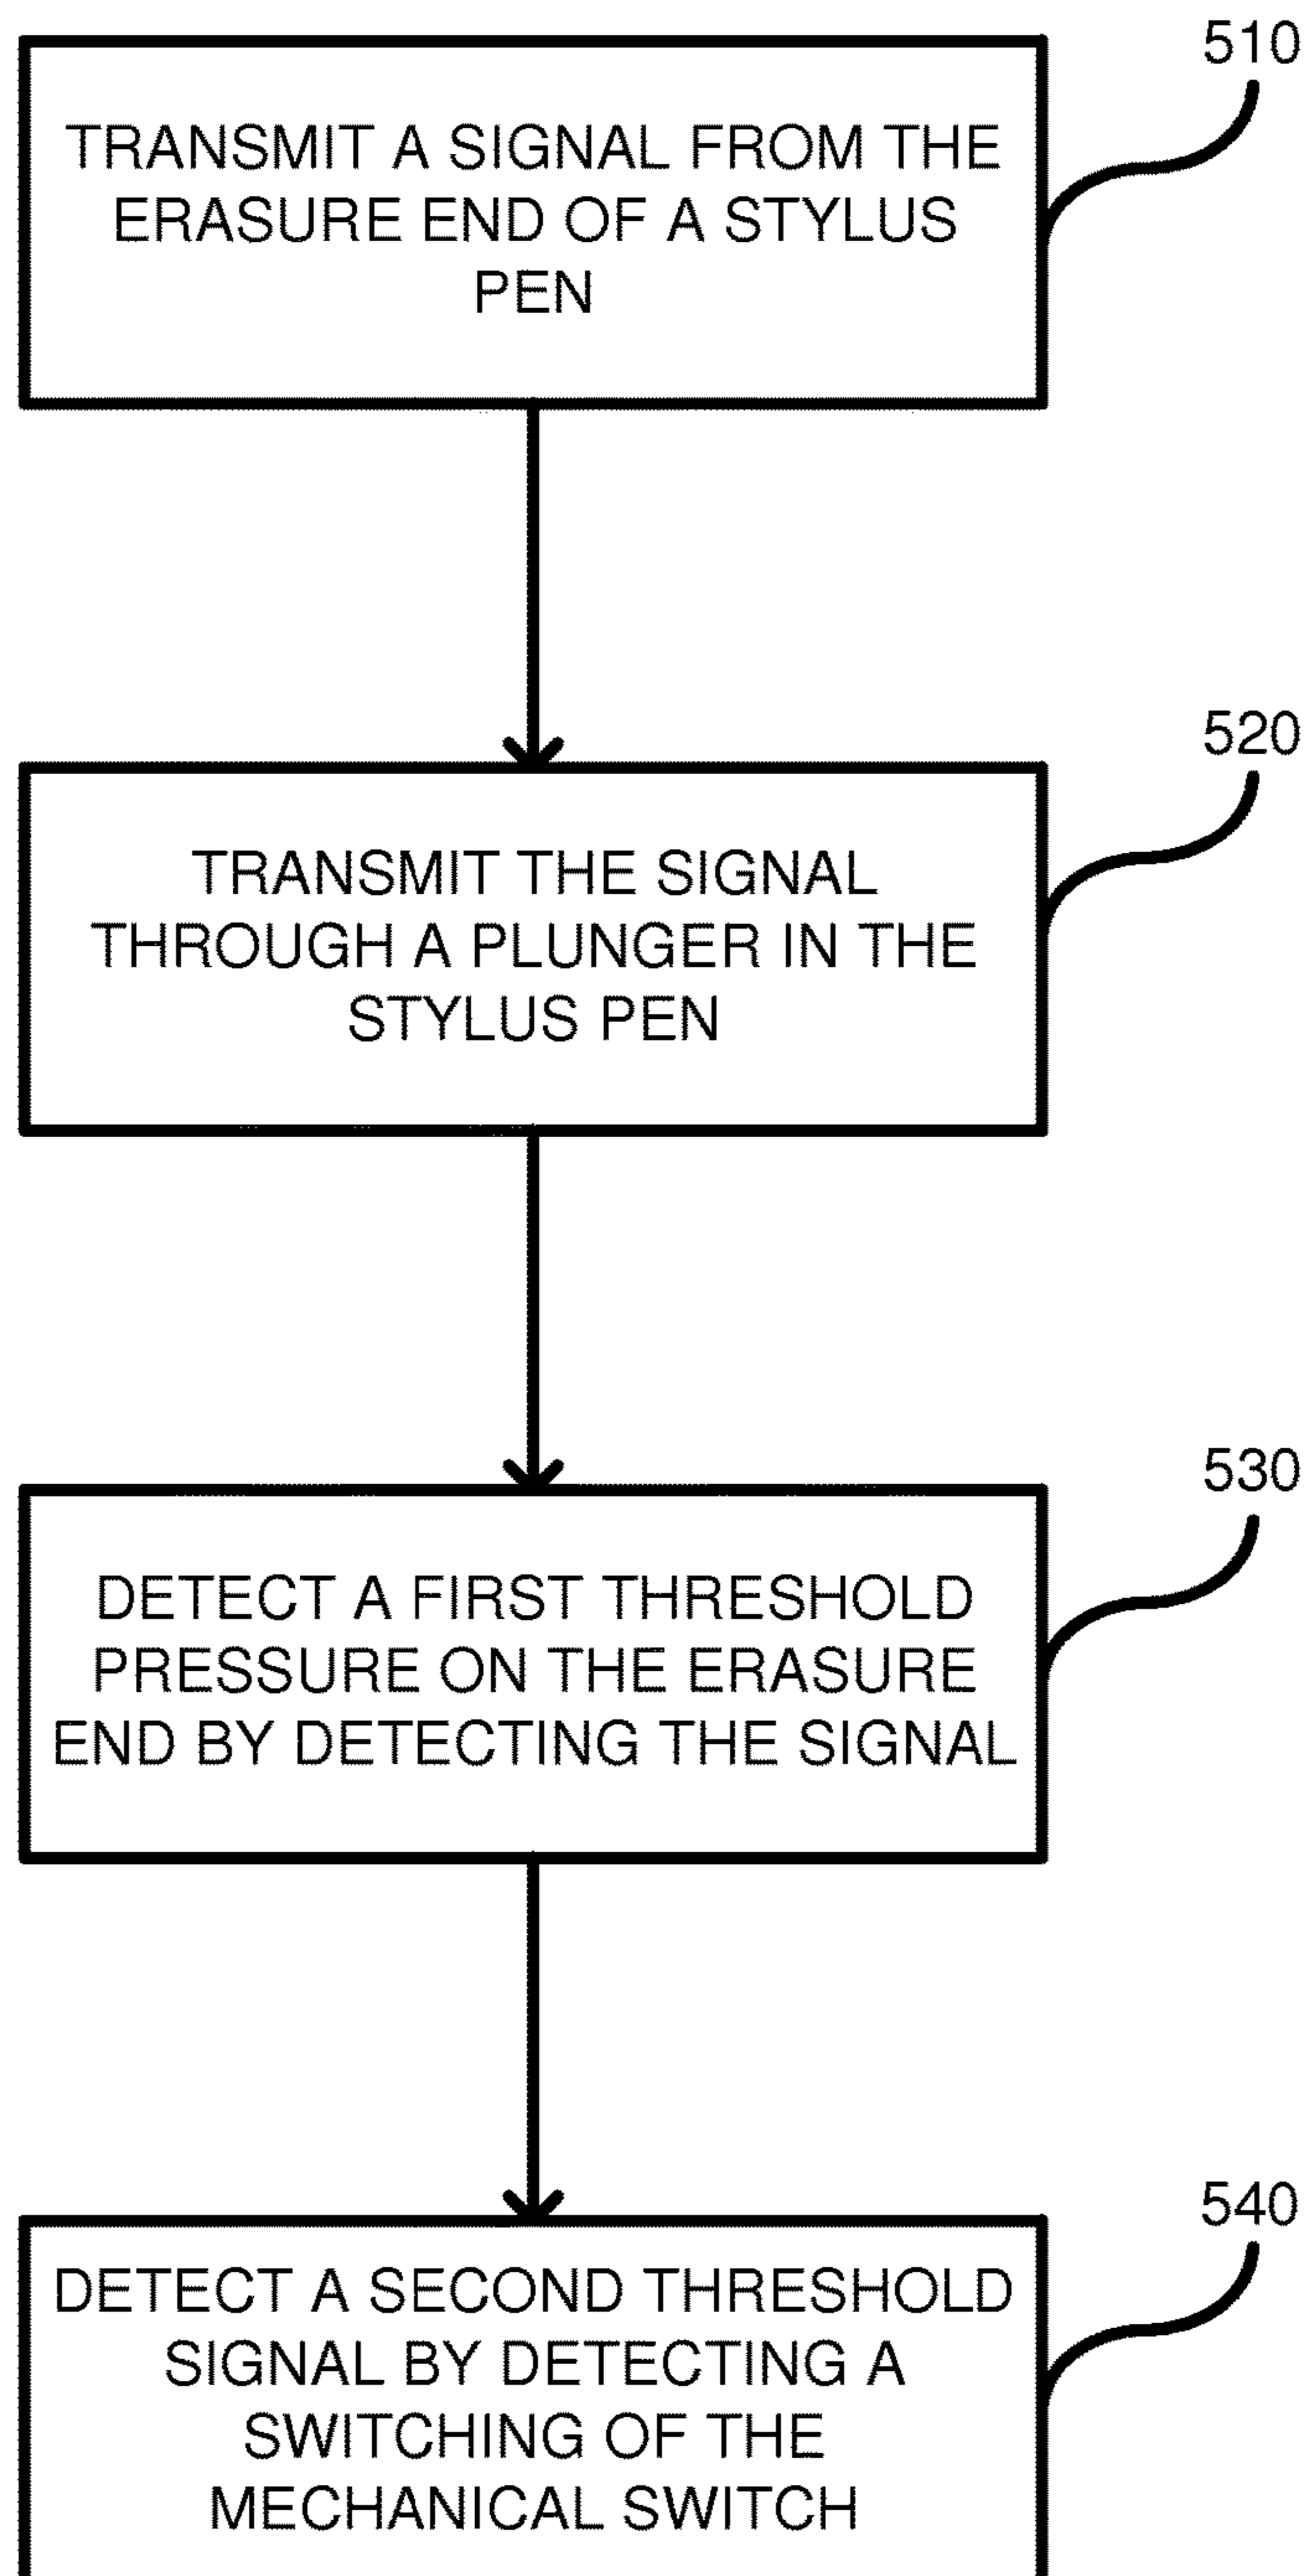 510
TRANSMIT A SIGNAL FROM THE
ERASURE END OF A STYLUS
PEN
520
TRANSMIT THE SIGNAL
THROUGH A PLUNGER IN THE
STYLUS PEN
530
DETECT A FIRST THRESHOLD
PRESSURE ON THE ERASURE
END BY DETECTING THE SIGNAL
540
DETECT A SECOND THRESHOLD
SIGNAL BY DETECTING A
SWITCHING OF THE
MECHANICAL SWITCH